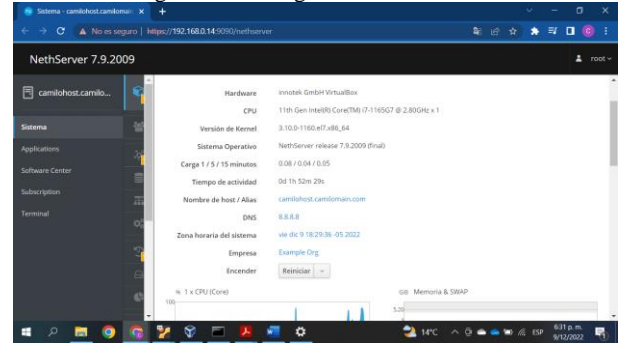 Sistema - camilohost.camilomai
No es seguro | https://192.168.0.14:9090/nethserver
NethServer 7.9.2009
root
camilohost.camilo...
Sistema
Applications
Software Center
Subscription
Terminal
Hardware innotek GmbH VirtualBox
CPU 11th Gen Intel(R) Core(TM) i7-1165G7 @ 2.80GHz x 1
Versión de Kernel 3.10.0-1160.el7.x86_64
Sistema Operativo NethServer release 7.9.2009 (final)
Carga 1 / 5 / 15 minutos 0.08 / 0.04 / 0.05
Tiempo de actividad 0d 1h 52m 29s
Nombre de host / Alias camilohost.camilomain.com
DNS 8.8.8.8
Zona horaria del sistema vie dic 9 18:29:36 -05 2022
Empresa Example Org
Encender Reiniciar
% 1 x CPU (Core) GB Memoria & SWAP
100
5.20
14°C ESP 6:31 p. m.
9/12/2022